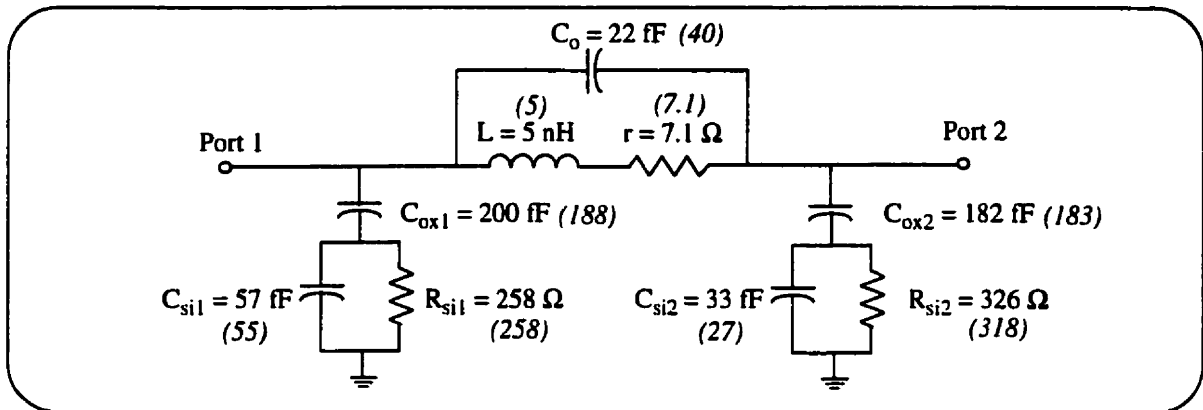 C_o = 22 fF (40)
(5) (7.1)
Port 1 L = 5 nH r = 7.1 Ω Port 2
C_ox1 = 200 fF (188) C_ox2 = 182 fF (183)
C_si1 = 57 fF R_si1 = 258 Ω C_si2 = 33 fF R_si2 = 326 Ω
(55) (258) (27) (318)